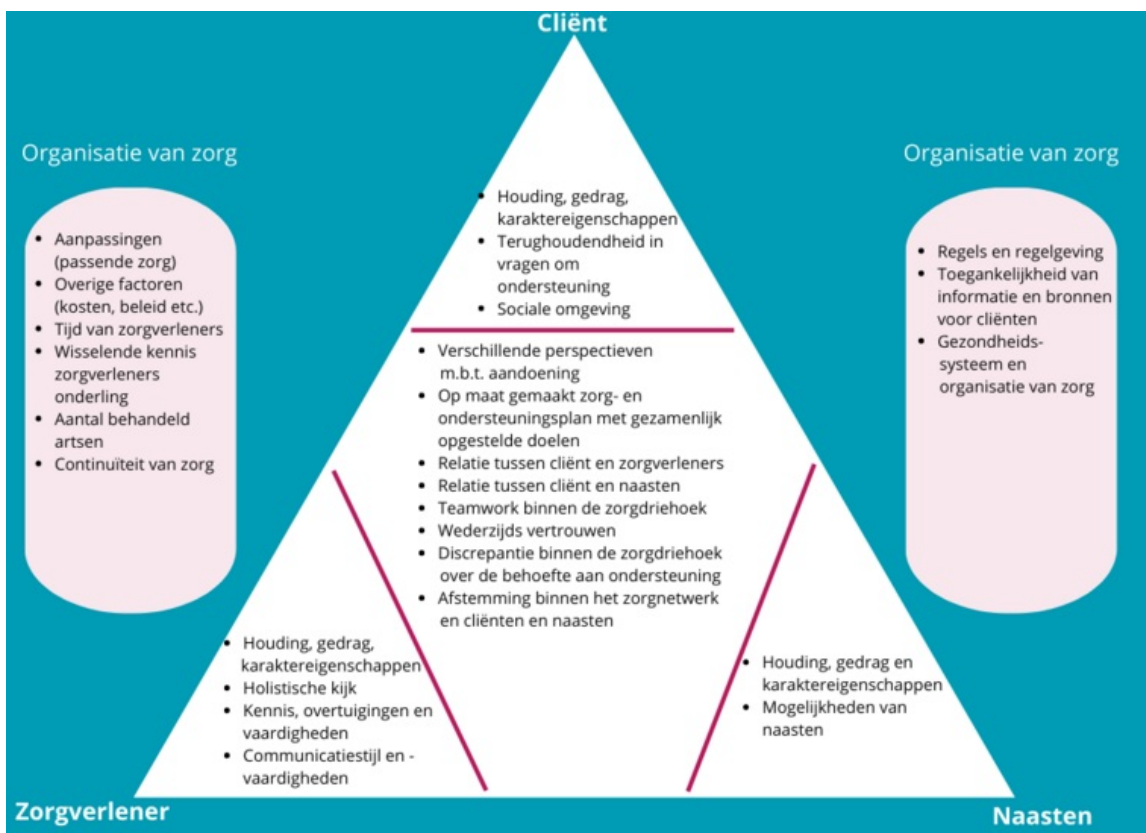 Cliënt
Organisatie van zorg
Aanpassingen
(passende zorg)
Overige factoren
(kosten, beleid etc.)
Tijd van zorgverleners
Wisselende kennis
zorgverleners
onderling
Aantal behandeld
artsen
Continuïteit van zorg
Houding, gedrag,
karaktereigenschappen
Terughoudendheid in
vragen om
ondersteuning
Sociale omgeving
Verschillende perspectieven
m.b.t. aandoening
Op maat gemaakt zorg- en
ondersteuningsplan met gezamenlijk
opgestelde doelen
Relatie tussen cliënt en zorgverleners
Relatie tussen cliënt en naasten
Teamwork binnen de zorgdriehoek
Wederzijds vertrouwen
Discrepantie binnen de zorgdriehoek
over de behoefte aan ondersteuning
Afstemming binnen het zorgnetwerk
en cliënten en naasten
Organisatie van zorg
Regels en regelgeving
Toegankelijkheid van
informatie en bronnen
voor cliënten
Gezondheids-
systeem en
organisatie van zorg
Houding, gedrag,
karaktereigenschappen
Holistische kijk
Kennis, overtuigingen en
vaardigheden
Communicatiestijl en -
vaardigheden
Houding, gedrag en
karaktereigenschappen
Mogelijkheden van
naasten
Zorgverlener
Naasten